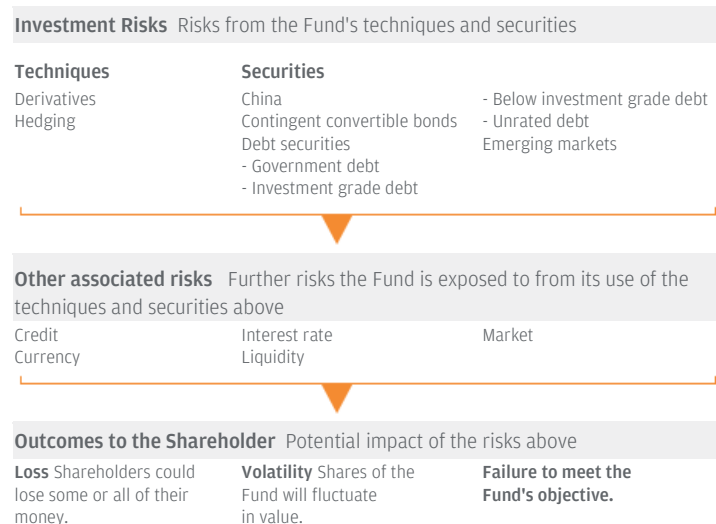 Investment Risks Risks from the Fund's techniques and securities
Techniques
Derivatives
Hedging
Securities
China
Contingent convertible bonds
Debt securities
- Government debt
- Investment grade debt
- Below investment grade debt
- Unrated debt
Emerging markets
Other associated risks Further risks the Fund is exposed to from its use of the
techniques and securities above
Credit
Currency
Interest rate
Liquidity
Market
Outcomes to the Shareholder Potential impact of the risks above
Loss Shareholders could
lose some or all of their
money.
Volatility Shares of the
Fund will fluctuate
in value.
Failure to meet the
Fund's objective.